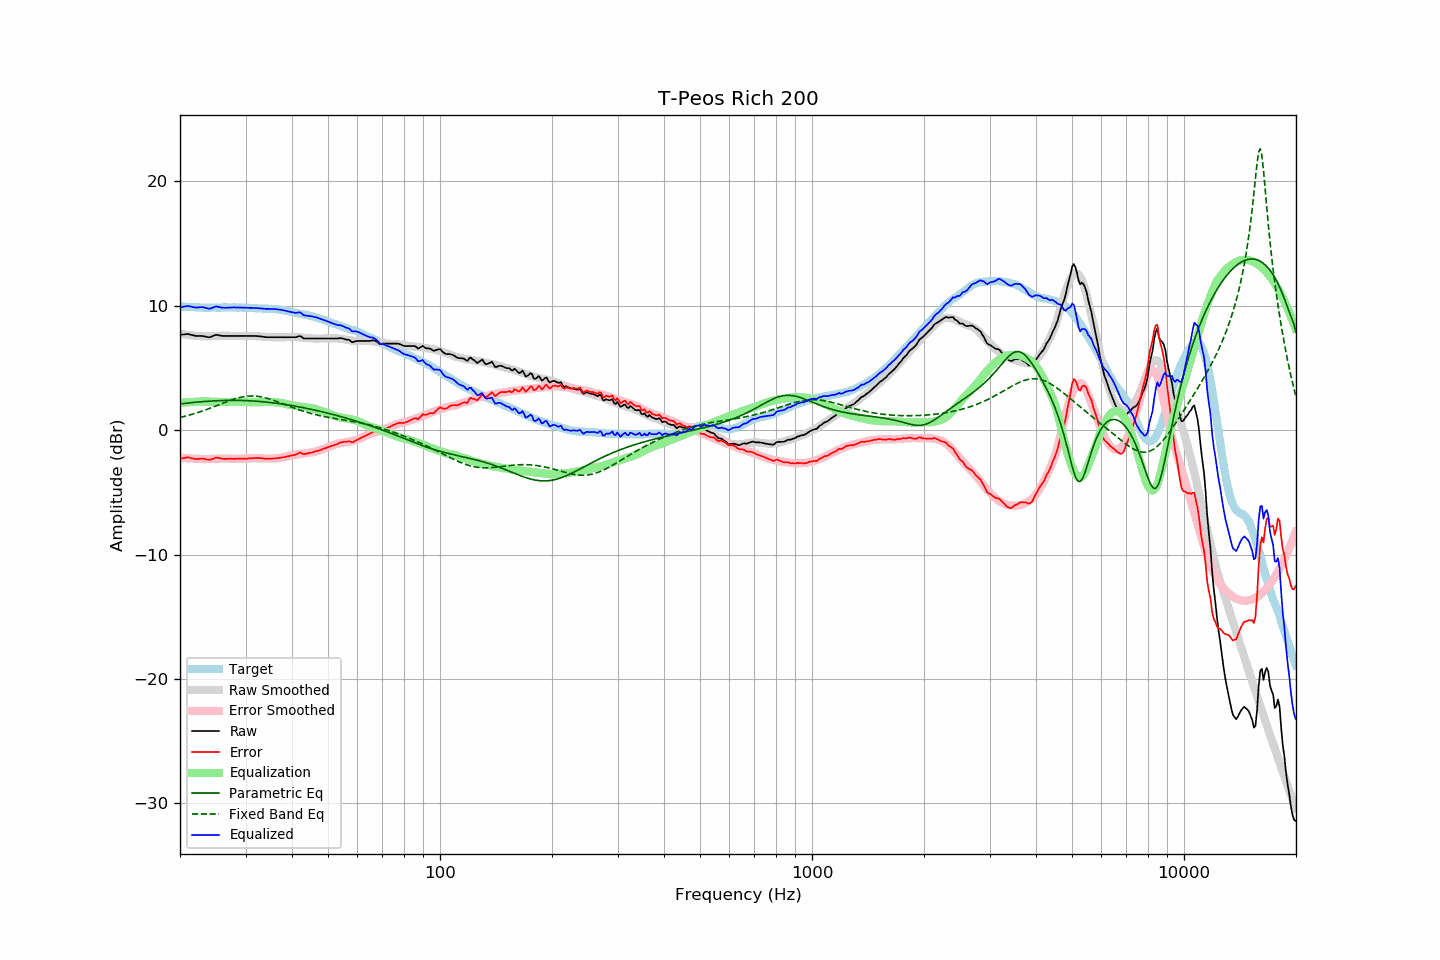 T-Peos Rich 200
Amplitude (dBr)
20
10
0
−10
−20
−30
Target
Raw Smoothed
Error Smoothed
Raw
Error
Equalization
Parametric Eq
Fixed Band Eq
Equalized
100
1000
10000
Frequency (Hz)